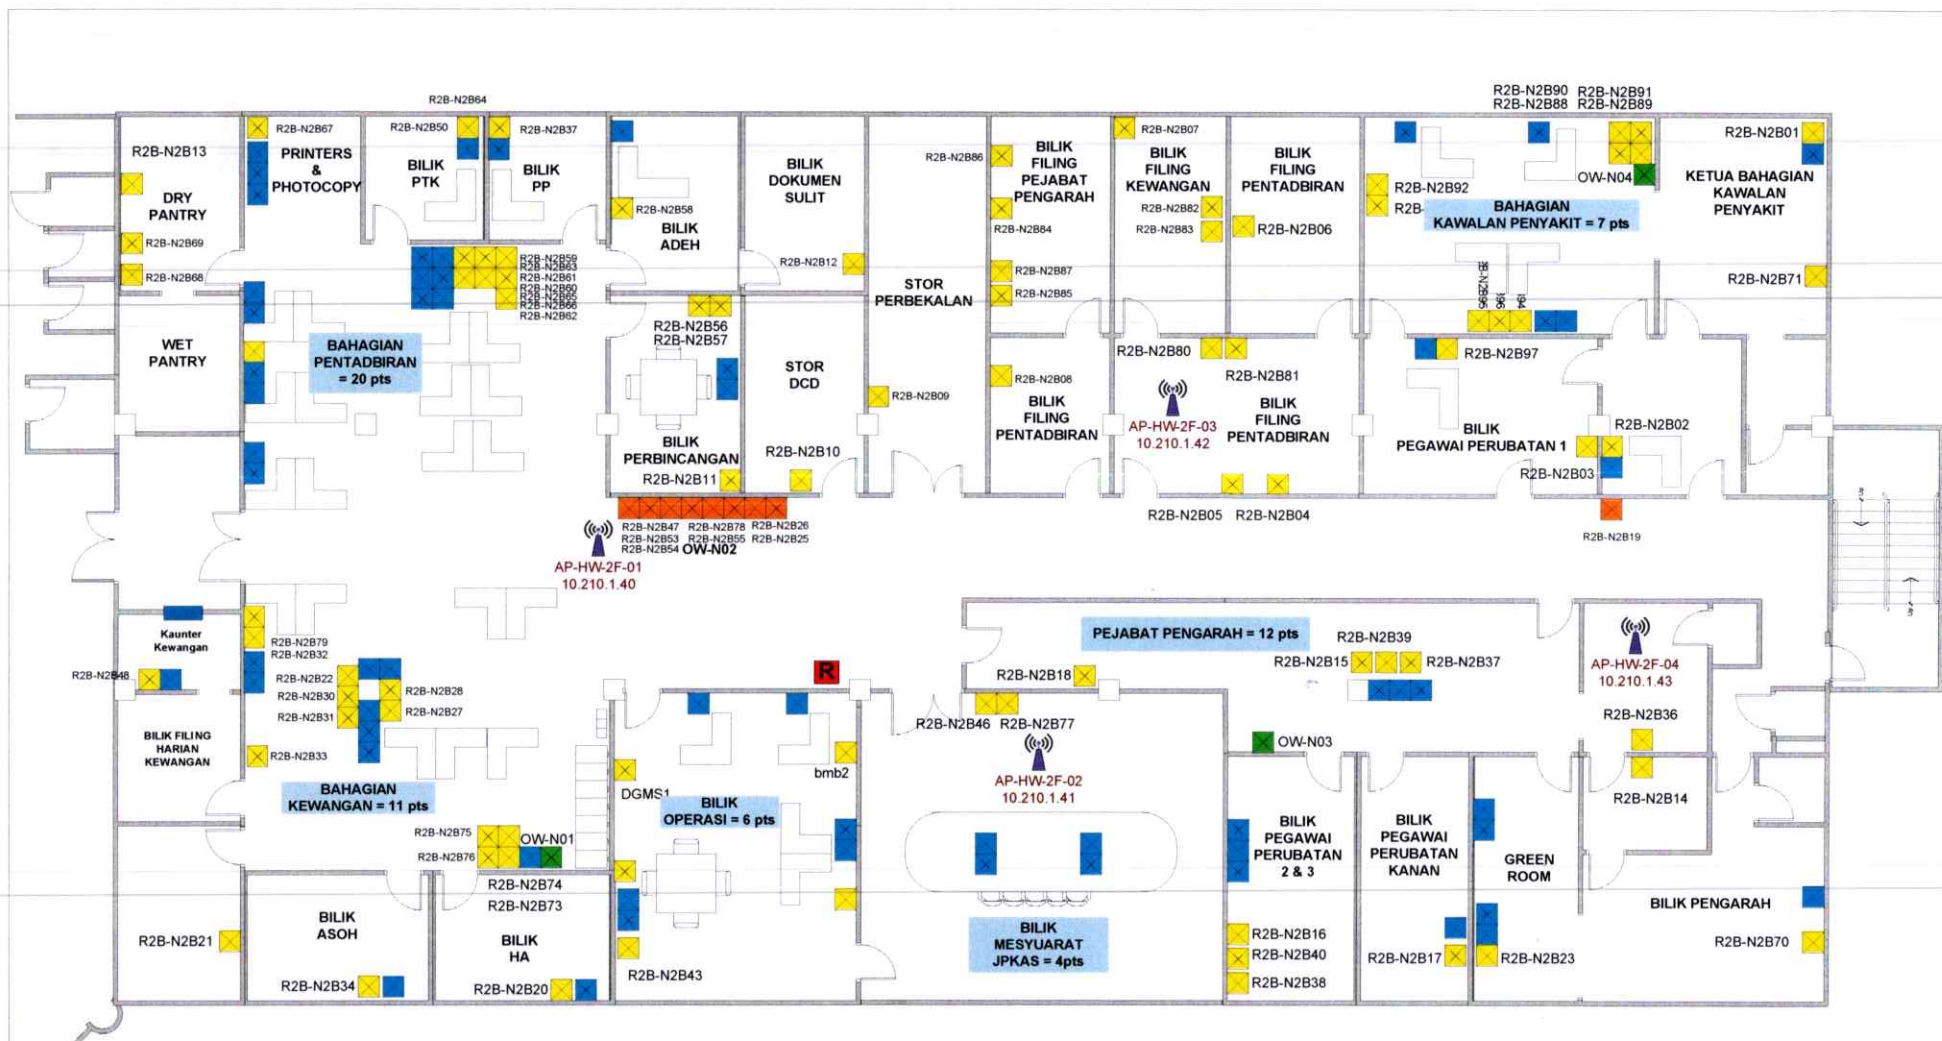 R2B-N2B64
R2B-N2B90 R2B-N2B91
R2B-N2B88 R2B-N2B89
R2B-N2B13
DRY
PANTRY
R2B-N2B69
R2B-N2B68
R2B-N2B67
PRINTERS
&
PHOTOCOPY
R2B-N2B50
BILIK
PTK
R2B-N2B37
BILIK
PP
R2B-N2B58
BILIK
ADEH
BILIK
DOKUMEN
SULIT
R2B-N2B12
STOR
PERBEKALAN
R2B-N2B86
BILIK
FILING
PEJABAT
PENGARAH
R2B-N2B84
R2B-N2B87
R2B-N2B85
R2B-N2B07
BILIK
FILING
KEWANGAN
R2B-N2B82
R2B-N2B83
BILIK
FILING
PENTADBIRAN
R2B-N2B06
OW-N04
R2B-N2B92
R2B-
BAHAGIAN
KAWALAN PENYAKIT = 7 pts
R2B-N2B01
KETUA BAHAGIAN
KAWALAN
PENYAKIT
R2B-N2B71
R2B-N2B59
R2B-N2B63
R2B-N2B61
R2B-N2B60
R2B-N2B65
R2B-N2B66
R2B-N2B62
WET
PANTRY
BAHAGIAN
PENTADBIRAN
= 20 pts
R2B-N2B56
R2B-N2B57
BILIK
PERBINCANGAN
R2B-N2B11
STOR
DCD
R2B-N2B10
R2B-N2B09
R2B-N2B08
BILIK
FILING
PENTADBIRAN
R2B-N2B80
R2B-N2B81
AP-HW-2F-03
10.210.1.42
BILIK
FILING
PENTADBIRAN
R2B-N2B05 R2B-N2B04
R2B-N2B97
BILIK
PEGAWAI PERUBATAN 1
R2B-N2B03
R2B-N2B02
R2B-N2B19
R2B-N2B47 R2B-N2B78 R2B-N2B26
R2B-N2B53 R2B-N2B55 R2B-N2B25
R2B-N2B54 OW-N02
AP-HW-2F-01
10.210.1.40
Kaunter
Kewangan
R2B-N2B48
BILIK FILING
HARIAN
KEWANGAN
R2B-N2B79
R2B-N2B32
R2B-N2B22
R2B-N2B30
R2B-N2B31
R2B-N2B28
R2B-N2B27
R2B-N2B33
BAHAGIAN
KEWANGAN = 11 pts
R
PEJABAT PENGARAH = 12 pts
R2B-N2B18
R2B-N2B39
R2B-N2B15
R2B-N2B37
AP-HW-2F-04
10.210.1.43
R2B-N2B36
R2B-N2B46 R2B-N2B77
AP-HW-2F-02
10.210.1.41
OW-N03
R2B-N2B14
bmb2
DGMS1
BILIK
OPERASI = 6 pts
R2B-N2B75
R2B-N2B76
OW-N01
R2B-N2B74
R2B-N2B73
BILIK
PEGAWAI
PERUBATAN
2 & 3
BILIK
PEGAWAI
PERUBATAN
KANAN
GREEN
ROOM
BILIK PENGARAH
R2B-N2B21
BILIK
ASOH
R2B-N2B34
BILIK
HA
R2B-N2B20
R2B-N2B43
BILIK
MESYUARAT
JPKAS = 4pts
R2B-N2B16
R2B-N2B40
R2B-N2B38
R2B-N2B17
R2B-N2B23
R2B-N2B70